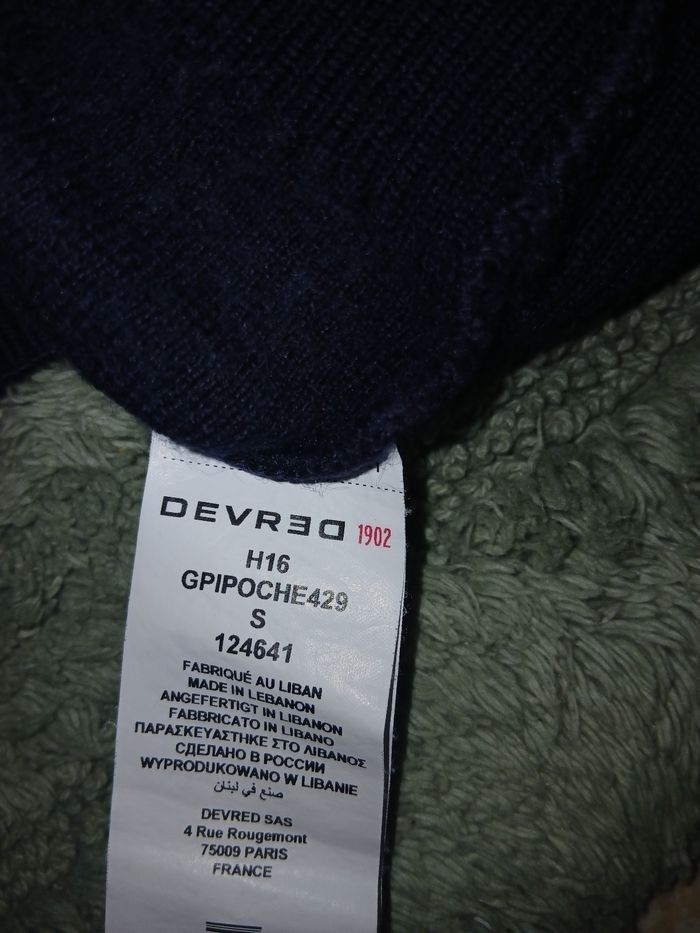 DEVRED 1902
H16
GPIPOCHE429
S
124641
FABRIQUÉ AU LIBAN
MADE IN LEBANON
ANGEFERTIGT IN LIBANON
FABBRICATO IN LIBANO
ΠΑΡΑΣΚΕΥΑΣΤΗΚΕ ΣΤΟ ΛΙΒΑΝΟΣ
СДЕЛАНО В РОССИИ
WYPRODUKOWANO W LIBANIE
صنع في لبنان
DEVRED SAS
4 Rue Rougemont
75009 PARIS
FRANCE